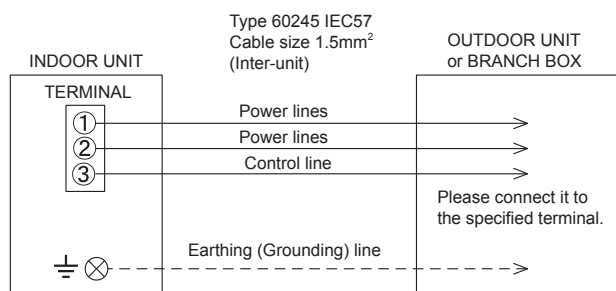 Type 60245 IEC57
Cable size 1.5mm²
(Inter-unit)
INDOOR UNIT
OUTDOOR UNIT
or BRANCH BOX
TERMINAL
① Power lines
② Power lines
③ Control line
Please connect it to
the specified terminal.
Earthing (Grounding) line